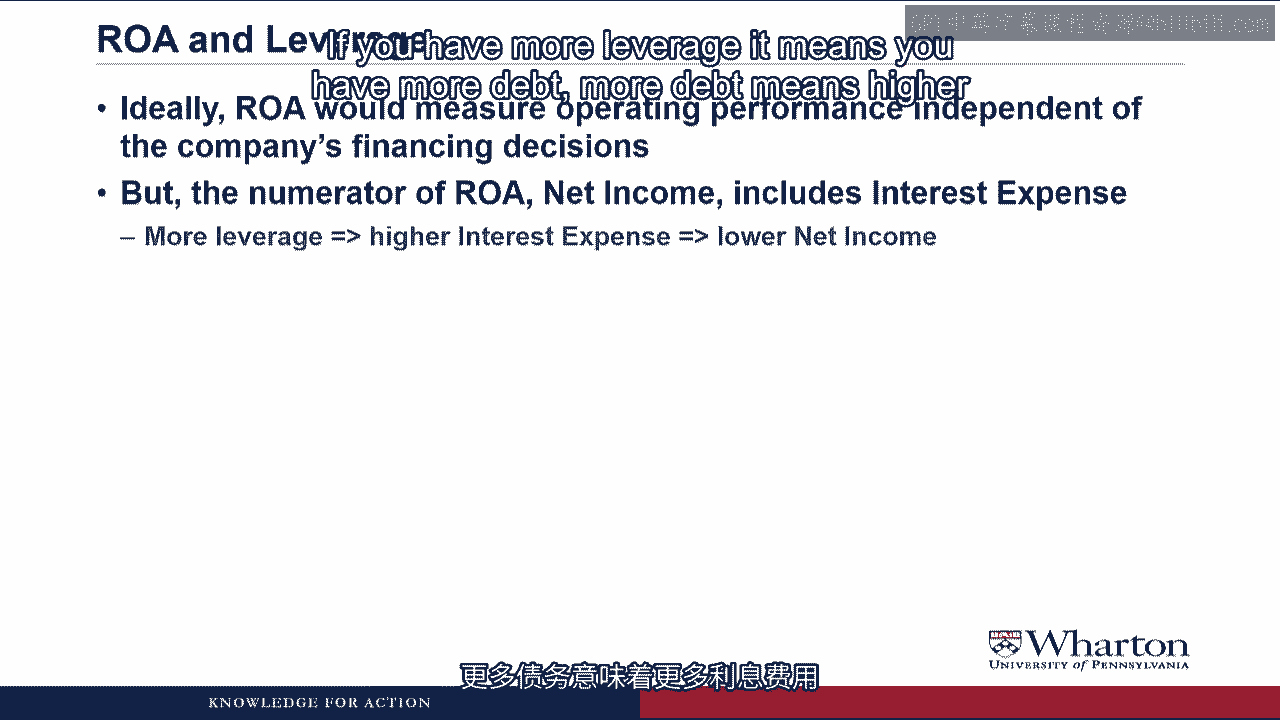 ROA and Leverage
If you have more leverage it means you
have more debt, more debt means higher
• Ideally, ROA would measure operating performance independent of
the company's financing decisions
• But, the numerator of ROA, Net Income, includes Interest Expense
– More leverage => higher Interest Expense => lower Net Income
Wharton
UNIVERSITY of PENNSYLVANIA
更多债务意味着更多利息费用
KNOWLEDGE FOR ACTION